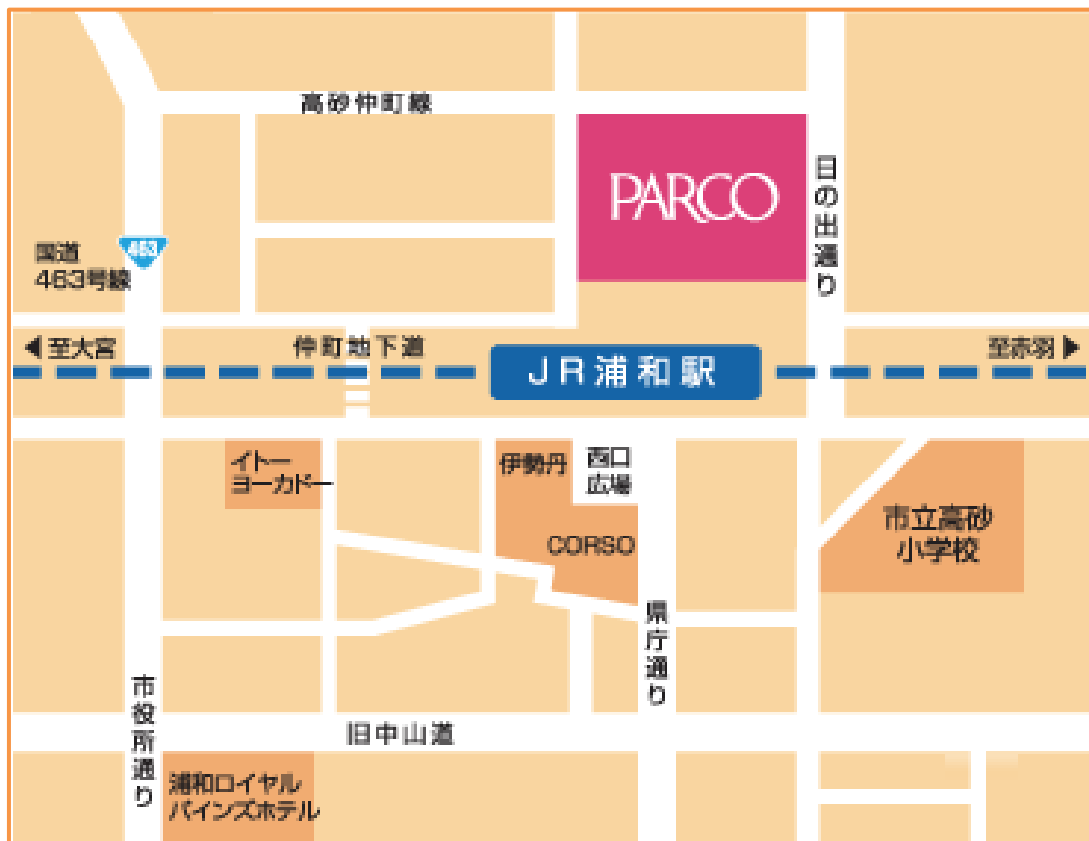 高砂仲町線
PARCO
日の出通り
463
国道
463号線
◀至大宮
仲町地下道
JR浦和駅
至赤羽▶
イトー
ヨーカドー
伊勢丹
西口
広場
CORSO
市立高砂
小学校
県庁通り
市役所通り
旧中山道
浦和ロイヤル
パインズホテル